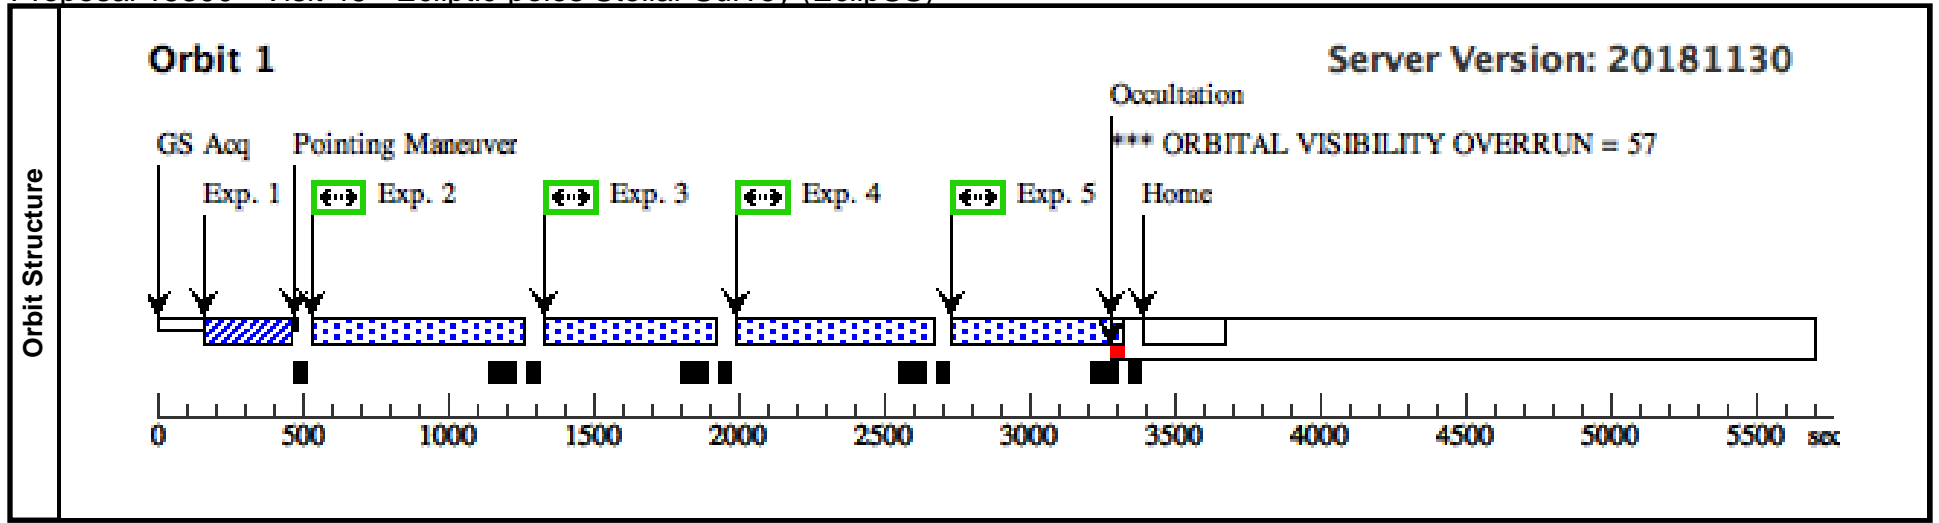 Orbit 1
Server Version: 20181130
Occultation
GS Acq Pointing Maneuver *** ORBITAL VISIBILITY OVERRUN = 57
Exp. 1 Exp. 2 Exp. 3 Exp. 4 Exp. 5 Home
Orbit Structure
0 500 1000 1500 2000 2500 3000 3500 4000 4500 5000 5500 sec